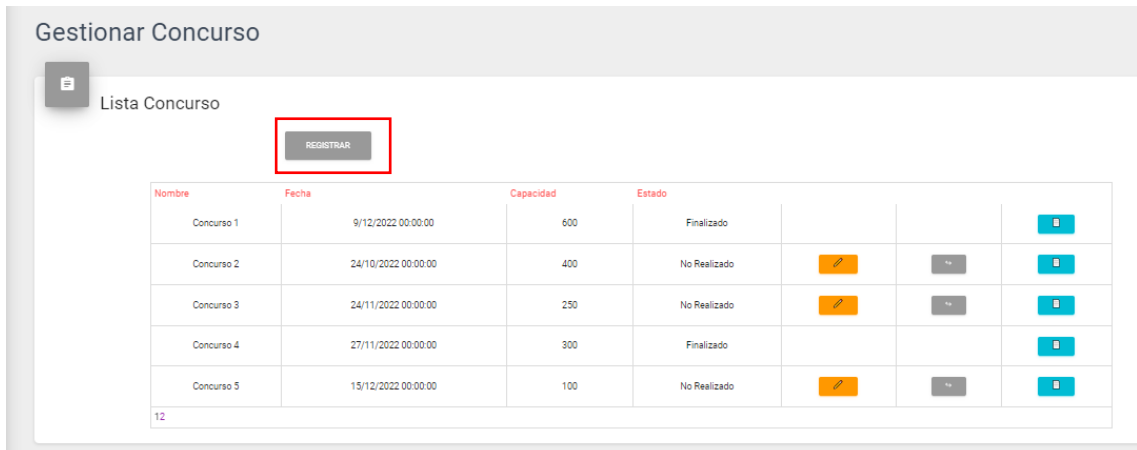 Gestionar Concurso
Lista Concurso
REGISTRAR
Nombre Fecha Capacidad Estado
Concurso 1 9/12/2022 00:00:00 600 Finalizado
Concurso 2 24/10/2022 00:00:00 400 No Realizado
Concurso 3 24/11/2022 00:00:00 250 No Realizado
Concurso 4 27/11/2022 00:00:00 300 Finalizado
Concurso 5 15/12/2022 00:00:00 100 No Realizado
12